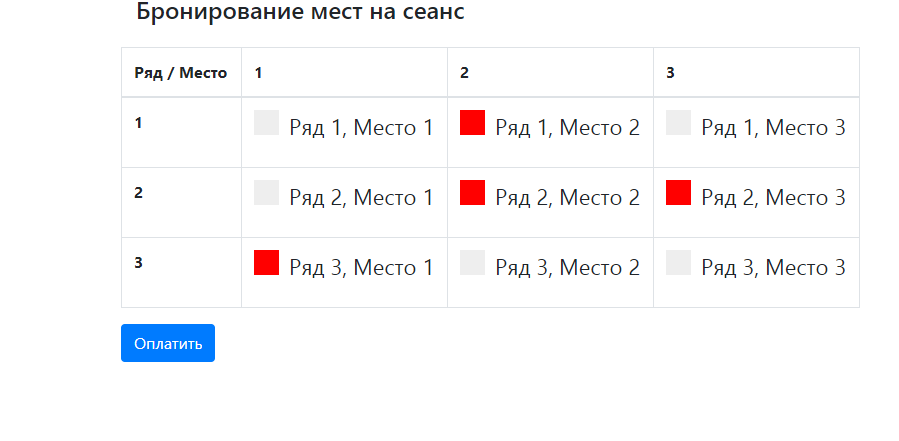 Бронирование мест на сеанс
Ряд / Место 1 2 3
1 Ряд 1, Место 1 Ряд 1, Место 2 Ряд 1, Место 3
2 Ряд 2, Место 1 Ряд 2, Место 2 Ряд 2, Место 3
3 Ряд 3, Место 1 Ряд 3, Место 2 Ряд 3, Место 3
Оплатить